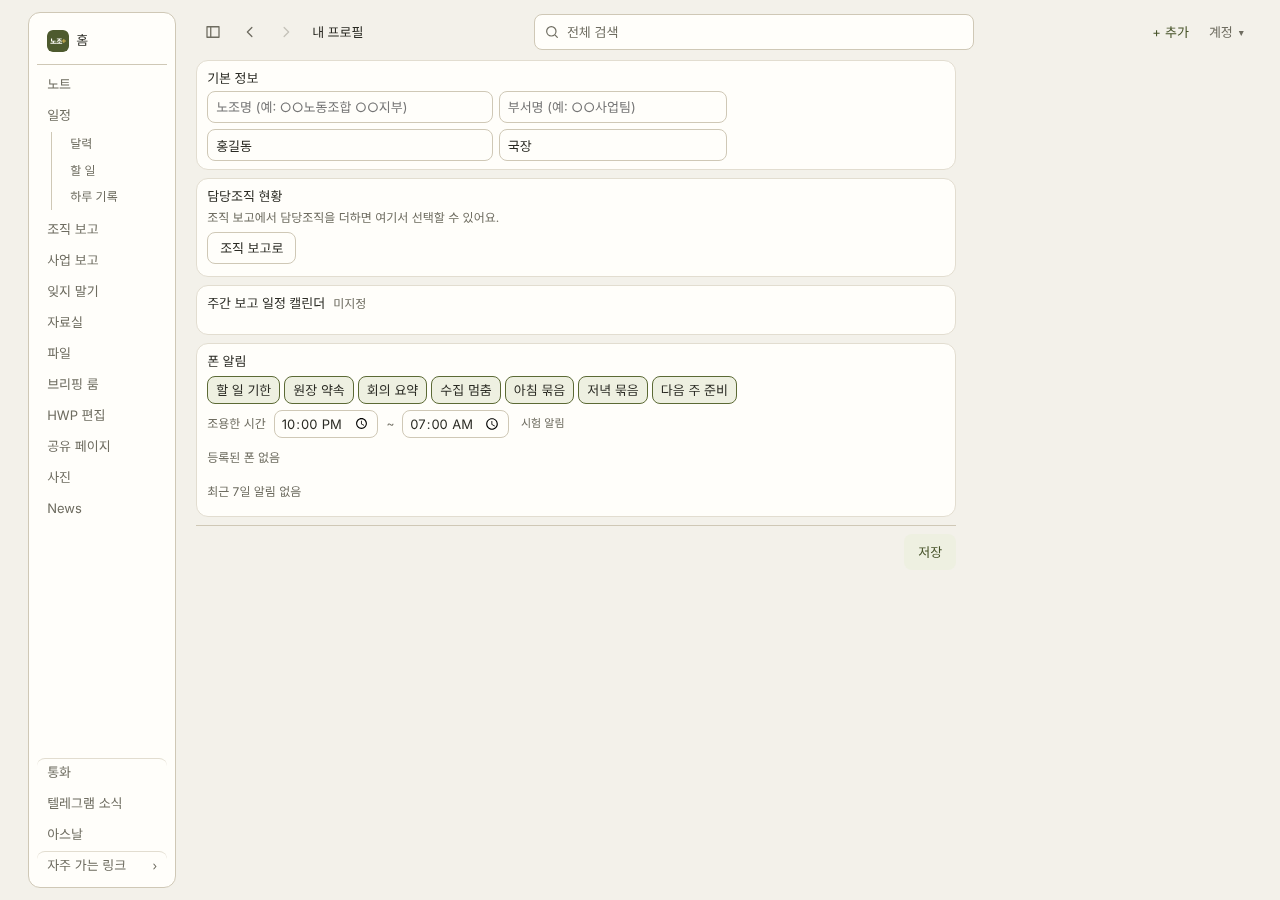 노조
홈
노트
일정
달력
할 일
하루 기록
조직 보고
사업 보고
잊지 말기
자료실
파일
브리핑 룸
HWP 편집
공유 페이지
사진
News
통화
텔레그램 소식
아스날
자주 가는 링크 ›
내 프로필
전체 검색
+ 추가
계정 ▾
기본 정보
노조명 (예: ○○노동조합 ○○지부)
부서명 (예: ○○사업팀)
홍길동
국장
담당조직 현황
조직 보고에서 담당조직을 더하면 여기서 선택할 수 있어요.
조직 보고로
주간 보고 일정 캘린더 미지정
폰 알림
할 일 기한 원장 약속 회의 요약 수집 멈춤 아침 묶음 저녁 묶음 다음 주 준비
조용한 시간 10:00 PM ~ 07:00 AM 시험 알림
등록된 폰 없음
최근 7일 알림 없음
저장